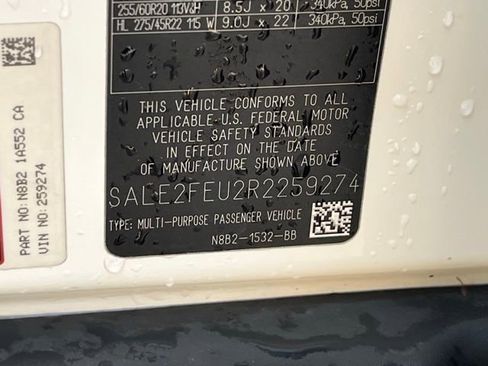 255/60R20 113V&H 8.5J x 20 340kPa, 50psi
HL 275/45R22 115 W 9.0J x 22 340kPa, 50psi
THIS VEHICLE CONFORMS TO ALL
APPLICABLE U.S. FEDERAL MOTOR
VEHICLE SAFETY STANDARDS
IN EFFECT ON THE DATE
OF MANUFACTURE SHOWN ABOVE
SALE2FEU2R2259274
TYPE: MULTI-PURPOSE PASSENGER VEHICLE
N8B2-1532-BB
PART NO: N8B2 1A552 CA
VIN NO: 259274